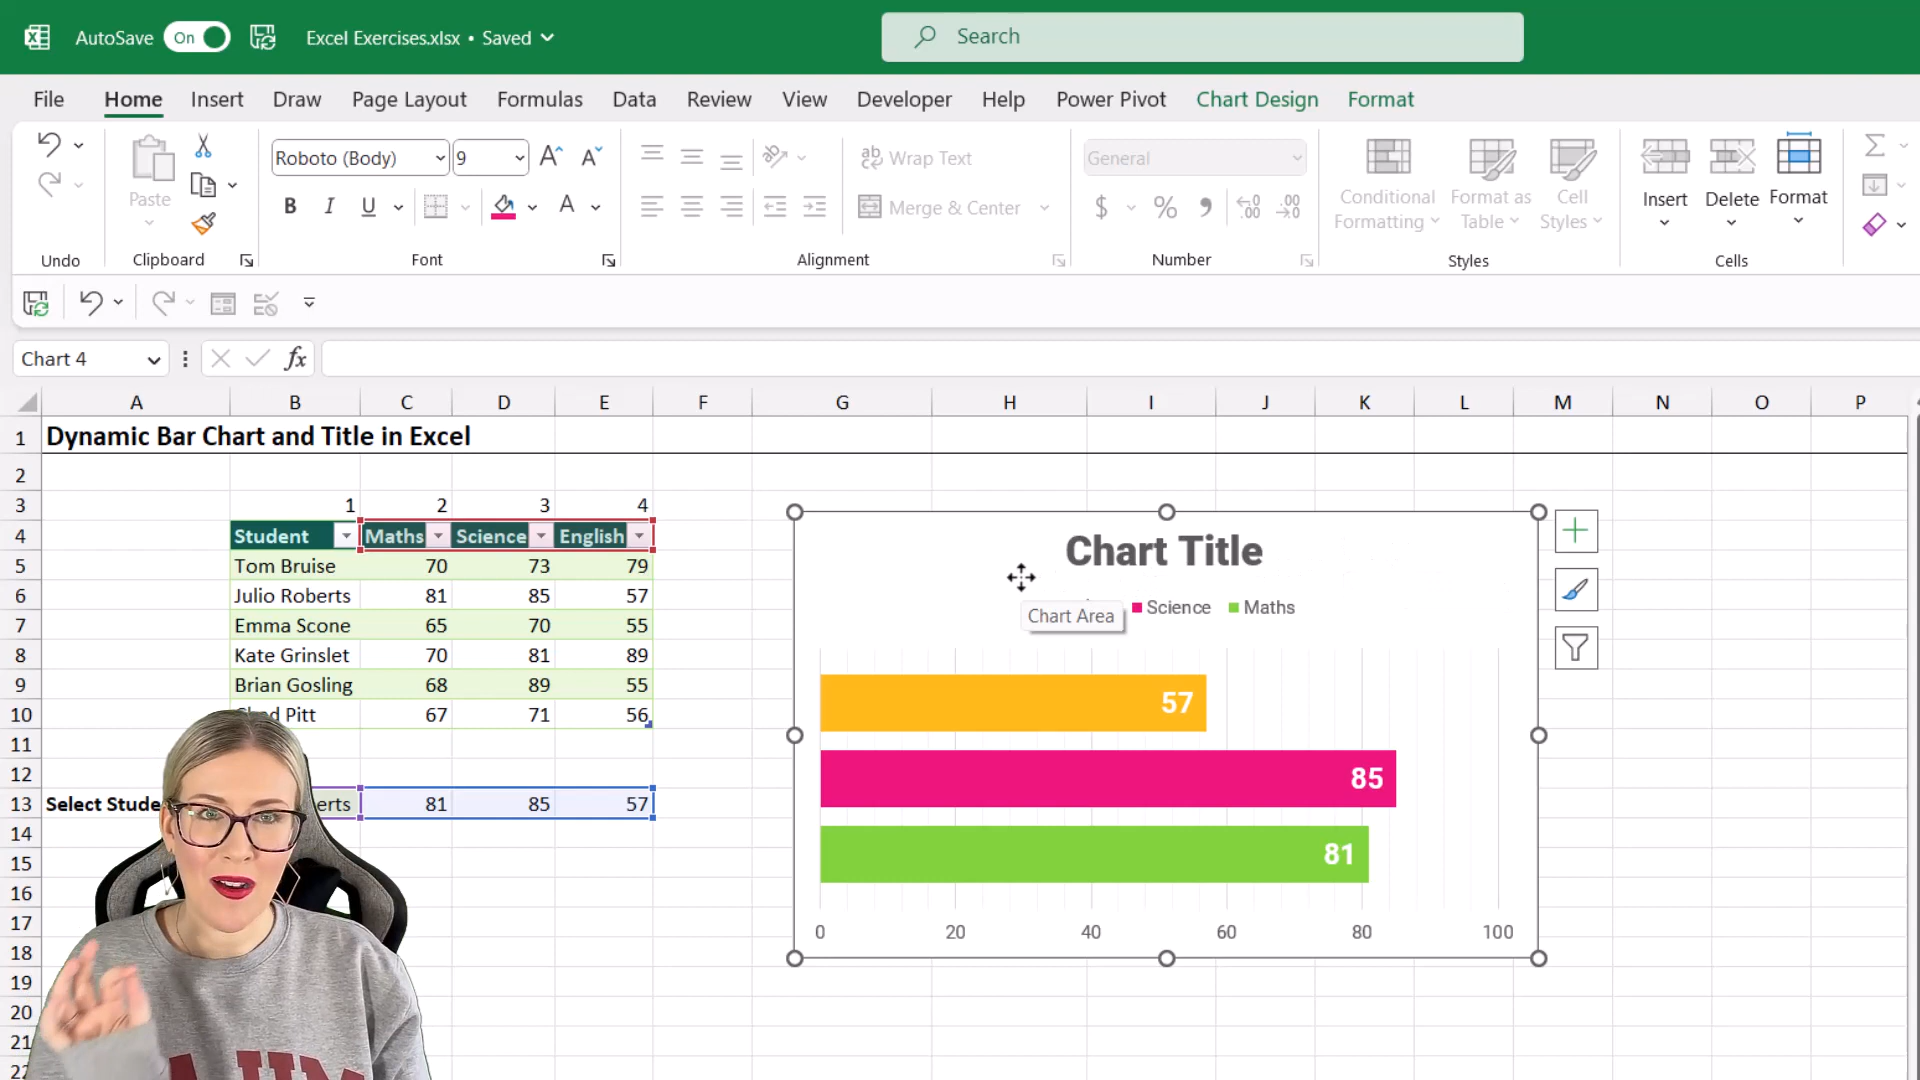 AutoSave On Excel Exercises.xlsx • Saved Search
File Home Insert Draw Page Layout Formulas Data Review View Developer Help Power Pivot Chart Design Format
Roboto (Body) 9 Wrap Text General
Paste Conditional Format as Cell Insert Delete Format
B I U A Merge & Center $ % Formatting Table Styles
Undo Clipboard Font Alignment Number Styles Cells
Chart 4 fx
A B C D E F G H I J K L M N O P
1 Dynamic Bar Chart and Title in Excel
2
3 1 2 3 4
4 Student Maths Science English
5 Tom Bruise 70 73 79
6 Julio Roberts 81 85 57
7 Emma Scone 65 70 55
8 Kate Grinslet 70 81 89
9 Brian Gosling 68 89 55
10 Pitt 67 71 56
11
12
13 Select Stude erts 81 85 57
14
15
16
17
18
19
20
21
22
Chart Title
Chart Area Science Maths
57
85
81
0 20 40 60 80 100